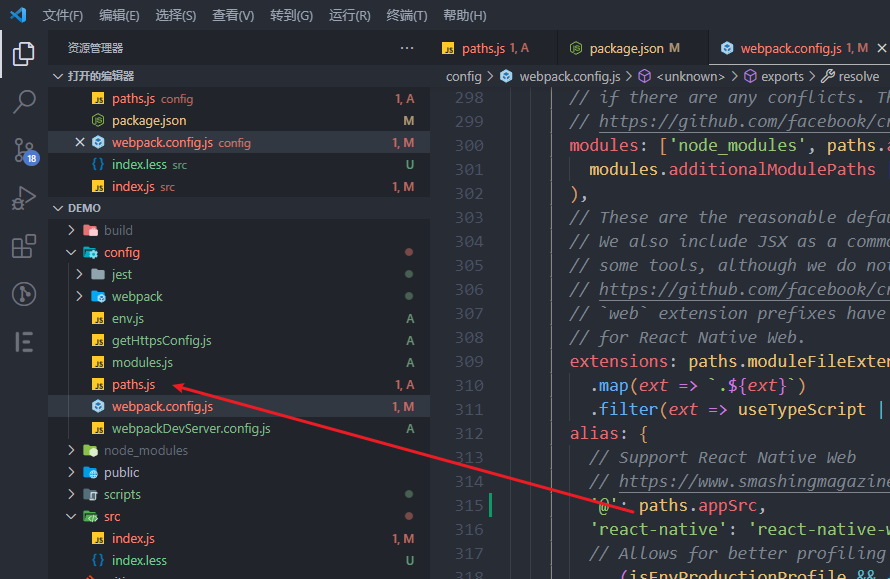 文件(F) 编辑(E) 选择(S) 查看(V) 转到(G) 运行(R) 终端(T) 帮助(H)
资源管理器 ···
打开的编辑器
JS paths.js config 1, A
package.json M
webpack.config.js config 1, M
index.less src U
JS index.js src 1, M
DEMO
build
config
jest
webpack
JS env.js A
JS getHttpsConfig.js A
JS modules.js A
JS paths.js 1, A
webpack.config.js 1, M
JS webpackDevServer.config.js A
node_modules
public
scripts
src
JS index.js 1, M
index.less U
18
JS paths.js 1, A
package.json M
webpack.config.js 1, M
config > webpack.config.js > <unknown> > exports > resolve
298 // if there are any conflicts. Th
299 // https://github.com/facebook/cr
300 modules: ['node_modules', paths.a
301 modules.additionalModulePaths
302 ),
303 // These are the reasonable defau
304 // We also include JSX as a commo
305 // some tools, although we do not
306 // https://github.com/facebook/cr
307 // `web` extension prefixes have
308 // for React Native Web.
309 extensions: paths.moduleFileExten
310 .map(ext => `.${ext}`)
311 .filter(ext => useTypeScript |
312 alias: {
313 // Support React Native Web
314 // https://www.smashingmagazine
315 '@': paths.appSrc,
316 'react-native': 'react-native-w
317 // Allows for better profiling
318 (isEnvProductionProfile &&